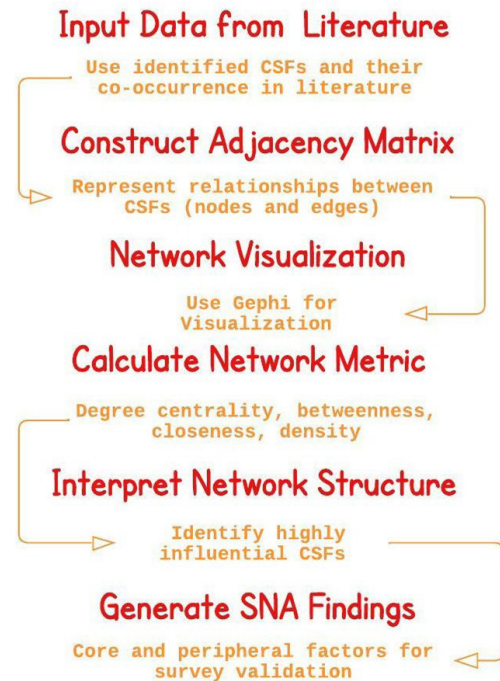 Input Data from Literature
Use identified CSFs and their
co-occurrence in literature
Construct Adjacency Matrix
Represent relationships between
CSFs (nodes and edges)
Network Visualization
Use Gephi for
Visualization
Calculate Network Metric
Degree centrality, betweenness,
closeness, density
Interpret Network Structure
Identify highly
influential CSFs
Generate SNA Findings
Core and peripheral factors for
survey validation